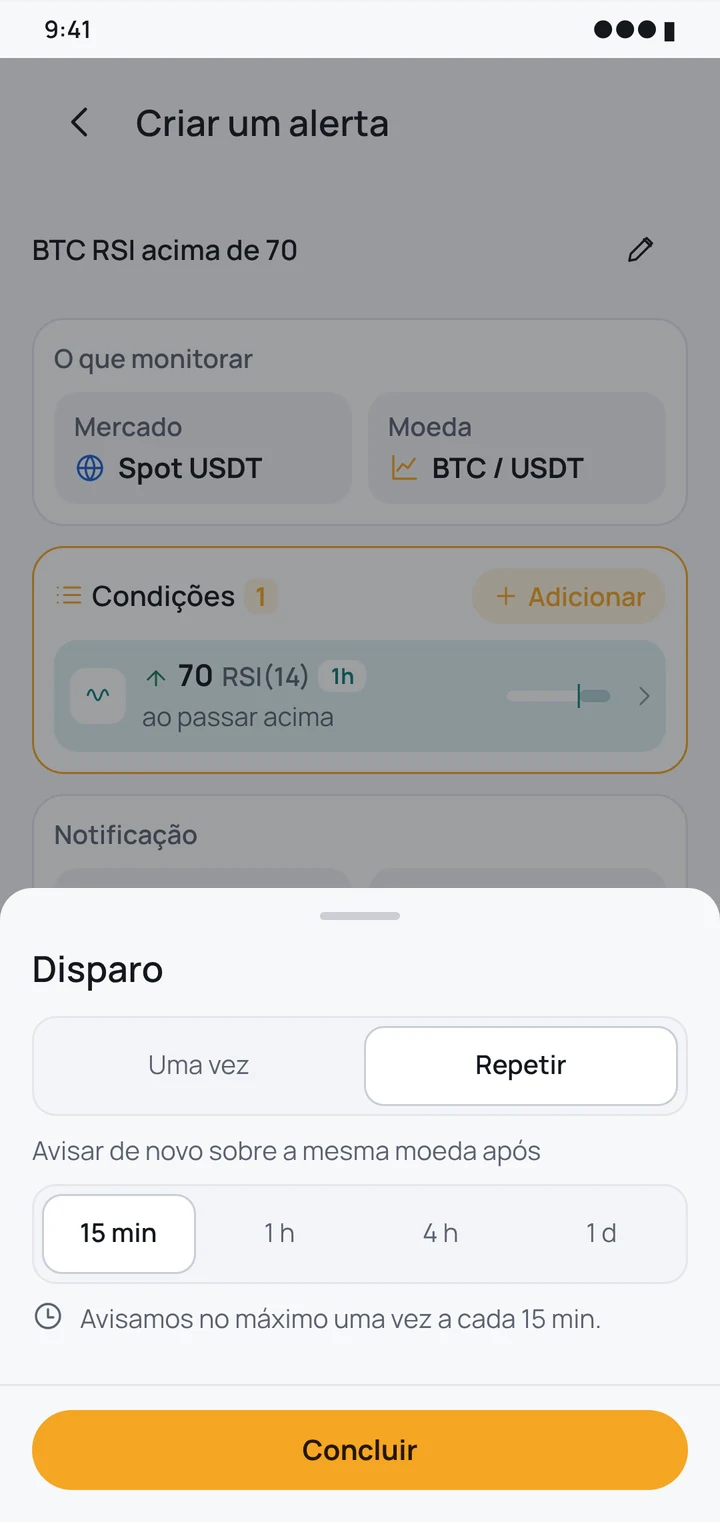 9:41
Criar um alerta
BTC RSI acima de 70
O que monitorar
Mercado
Spot USDT
Moeda
BTC / USDT
Condições 1
+ Adicionar
↑ 70 RSI(14) 1h
ao passar acima
Notificação
Disparo
Uma vez
Repetir
Avisar de novo sobre a mesma moeda após
15 min
1 h
4 h
1 d
Avisamos no máximo uma vez a cada 15 min.
Concluir